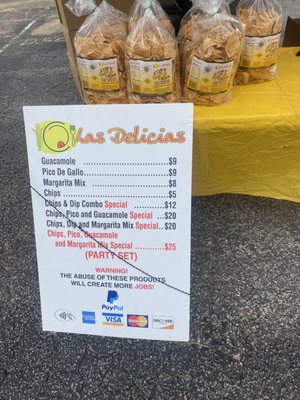 Las Delicias
Guacamole ........................... $9
Pico De Gallo ........................ $9
Margarita Mix ........................ $8
Chips .................................... $5
Chips & Dip Combo Special ............ $12
Chips, Pico and Guacamole Special ......$20
Chips, Dip and Margarita Mix Special..$20
Chips, Pico, Guacamole
and Margarita Mix Special ............$25
(PARTY SET)
WARNING!
THE ABUSE OF THESE PRODUCTS
WILL CREATE MORE JOBS!
PayPal
VISA
MasterCard
DISCOVER